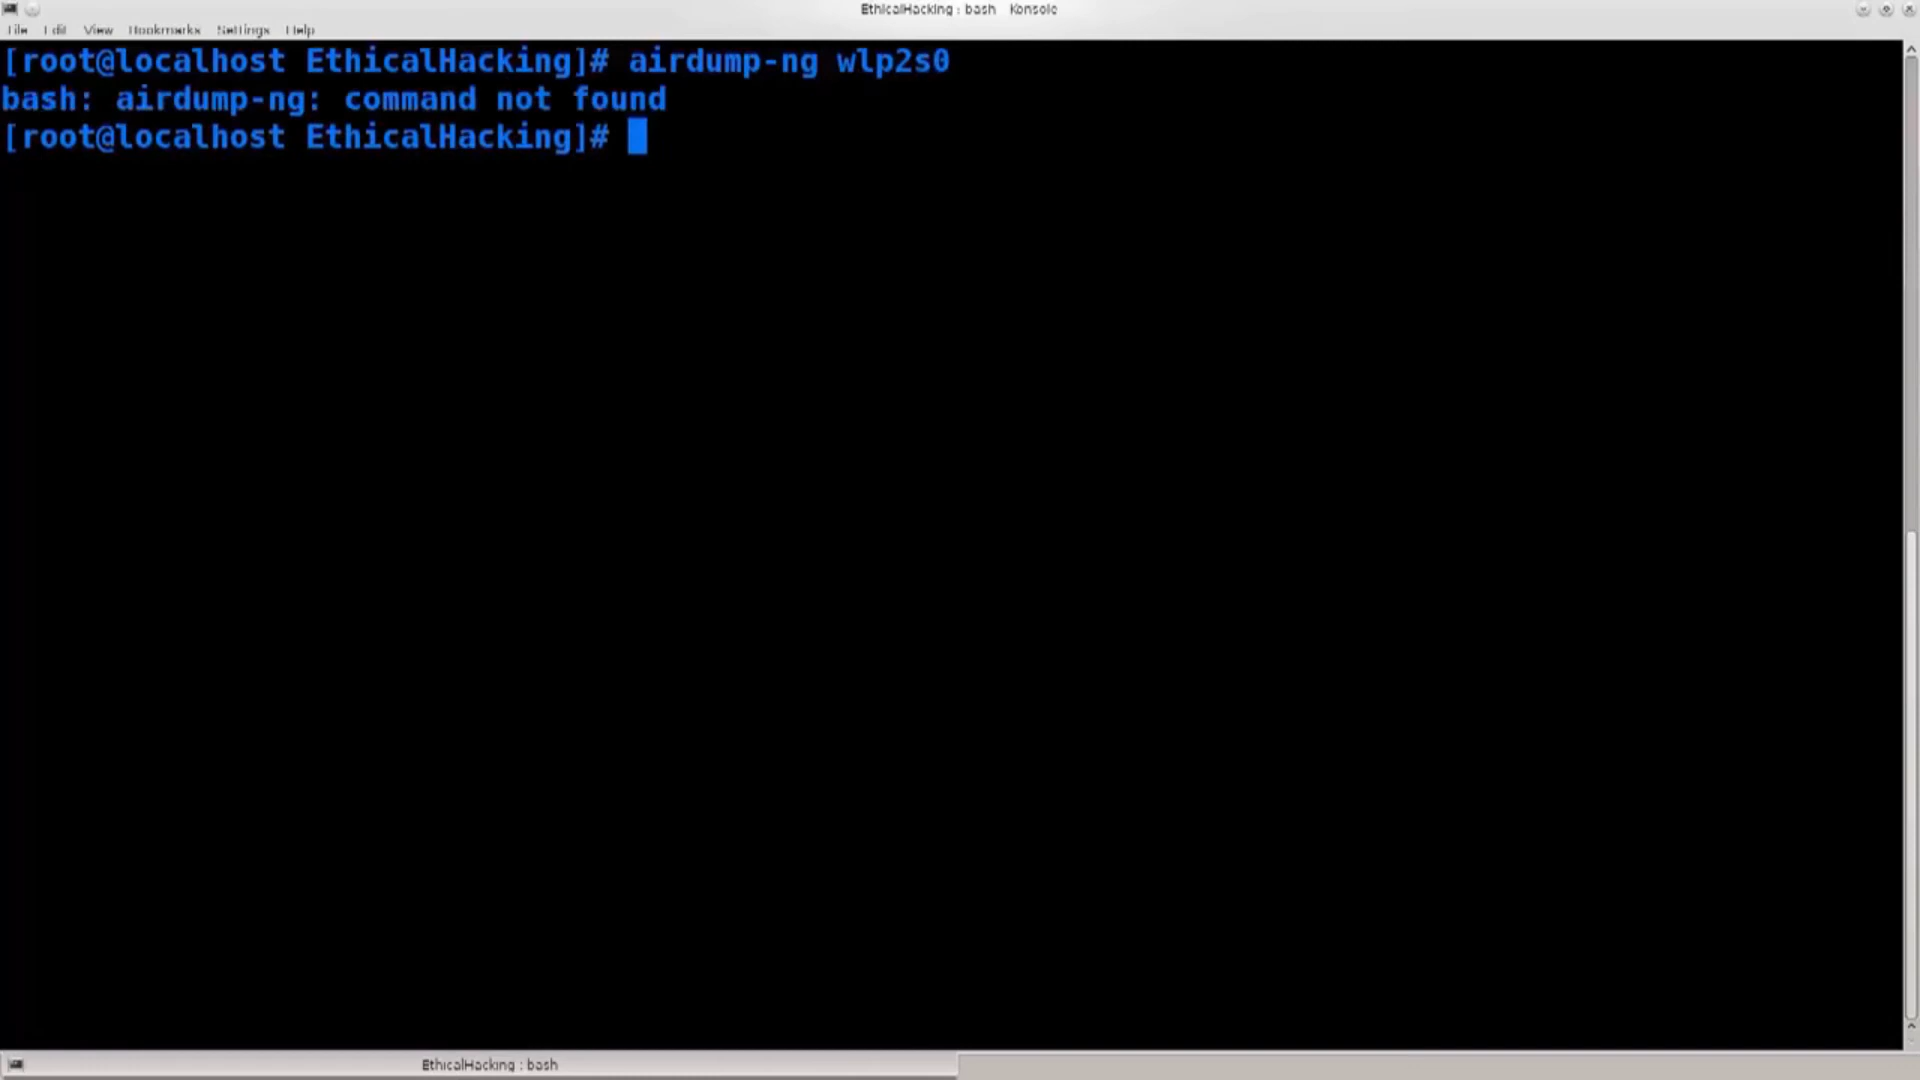 EthicalHacking : bash Konsole
File Edit View Bookmarks Settings Help
[root@localhost EthicalHacking]# airdump-ng wlp2s0
bash: airdump-ng: command not found
[root@localhost EthicalHacking]#
EthicalHacking : bash